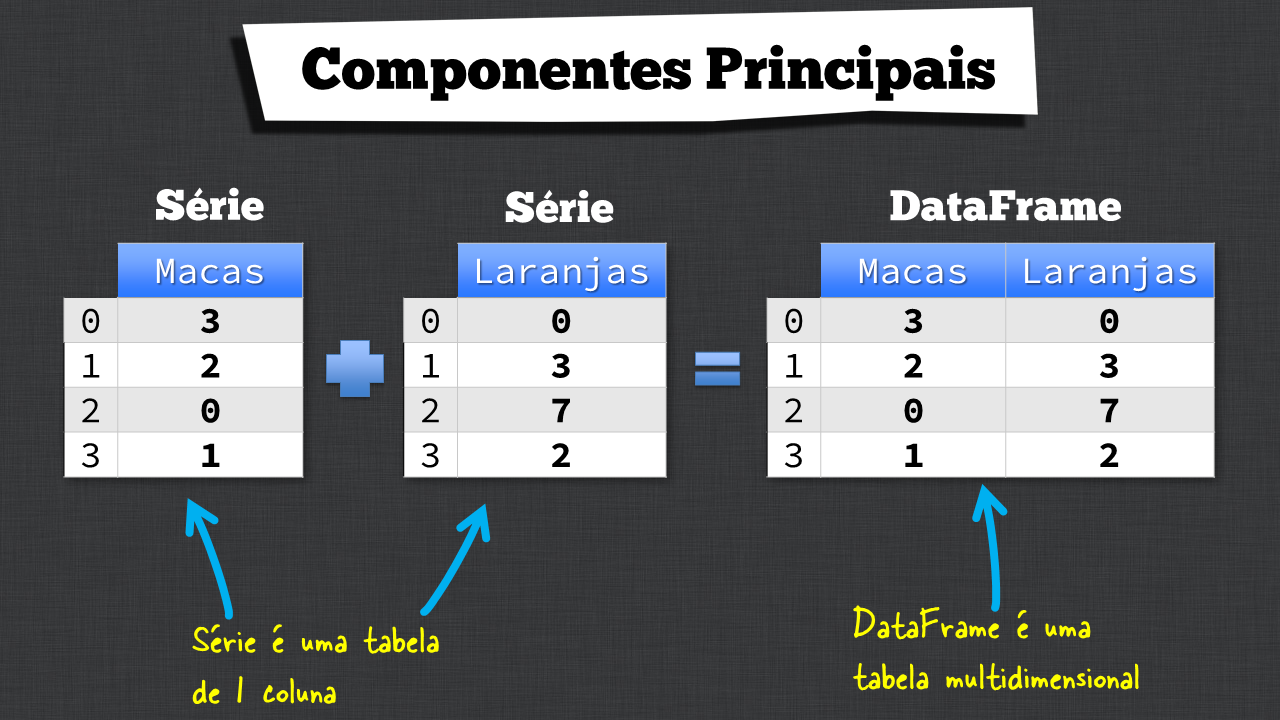 Componentes Principais
Série Série DataFrame
Macas Laranjas Macas Laranjas
0 3 0 0 0 3 0
1 2 1 3 1 2 3
2 0 2 7 2 0 7
3 1 3 2 3 1 2
Série é uma tabela
de 1 coluna
DataFrame é uma
tabela multidimensional